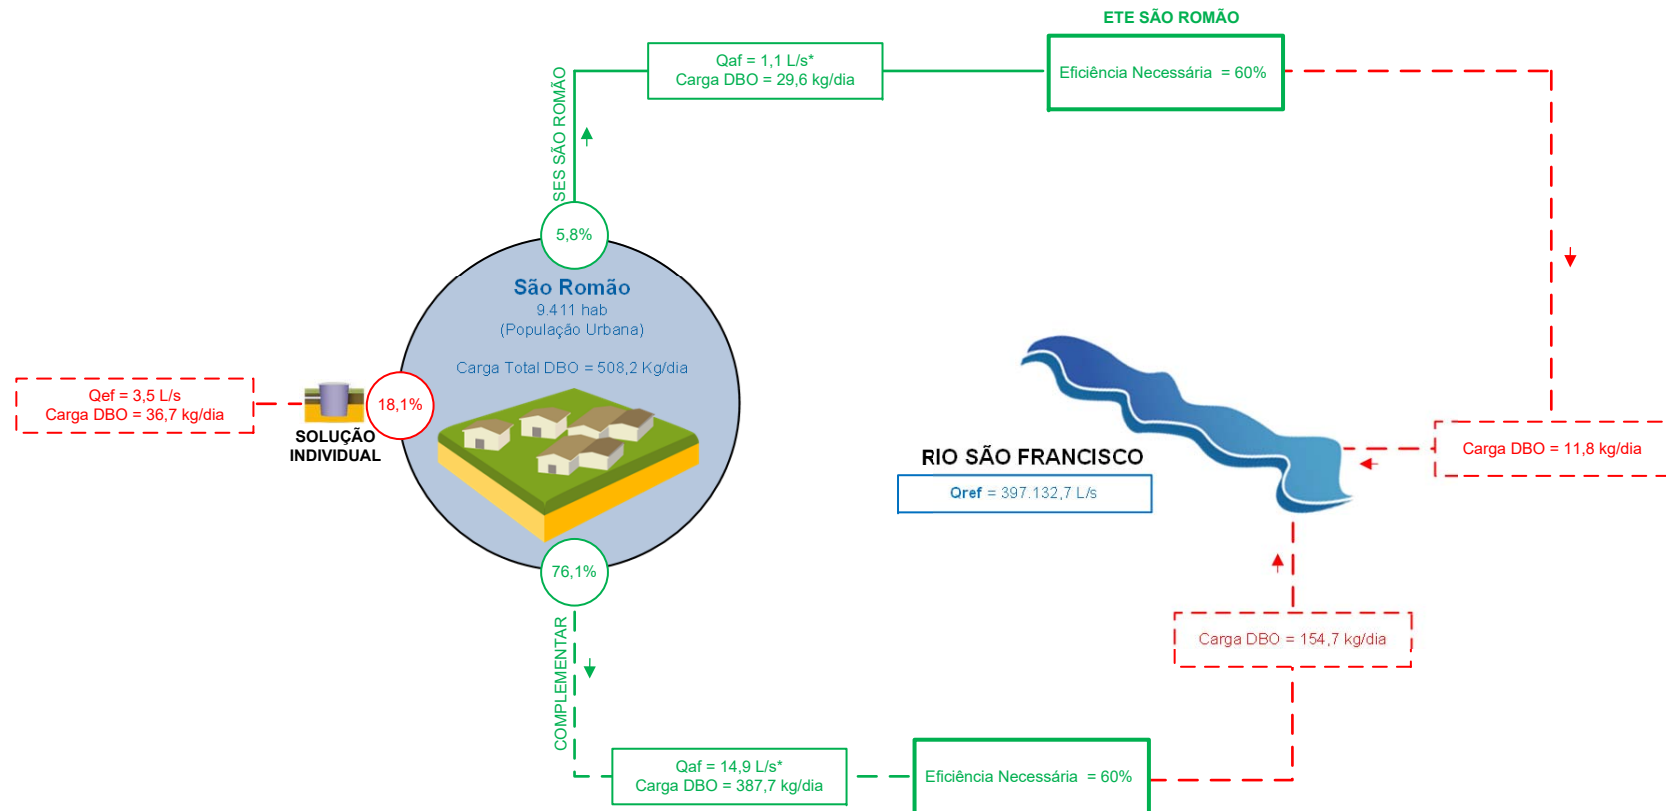 ETE SÃO ROMÃO
Qaf = 1,1 L/s*
Carga DBO = 29,6 kg/dia
Eficiência Necessária = 60%
SES SÃO ROMÃO
5,8%
São Romão
9.411 hab
(População Urbana)
Carga Total DBO = 508,2 Kg/dia
Qef = 3,5 L/s
Carga DBO = 36,7 kg/dia
18,1%
SOLUÇÃO
INDIVIDUAL
RIO SÃO FRANCISCO
Qref = 397.132,7 L/s
Carga DBO = 11,8 kg/dia
76,1%
COMPLEMENTAR
Carga DBO = 154,7 kg/dia
Qaf = 14,9 L/s*
Carga DBO = 387,7 kg/dia
Eficiência Necessária = 60%